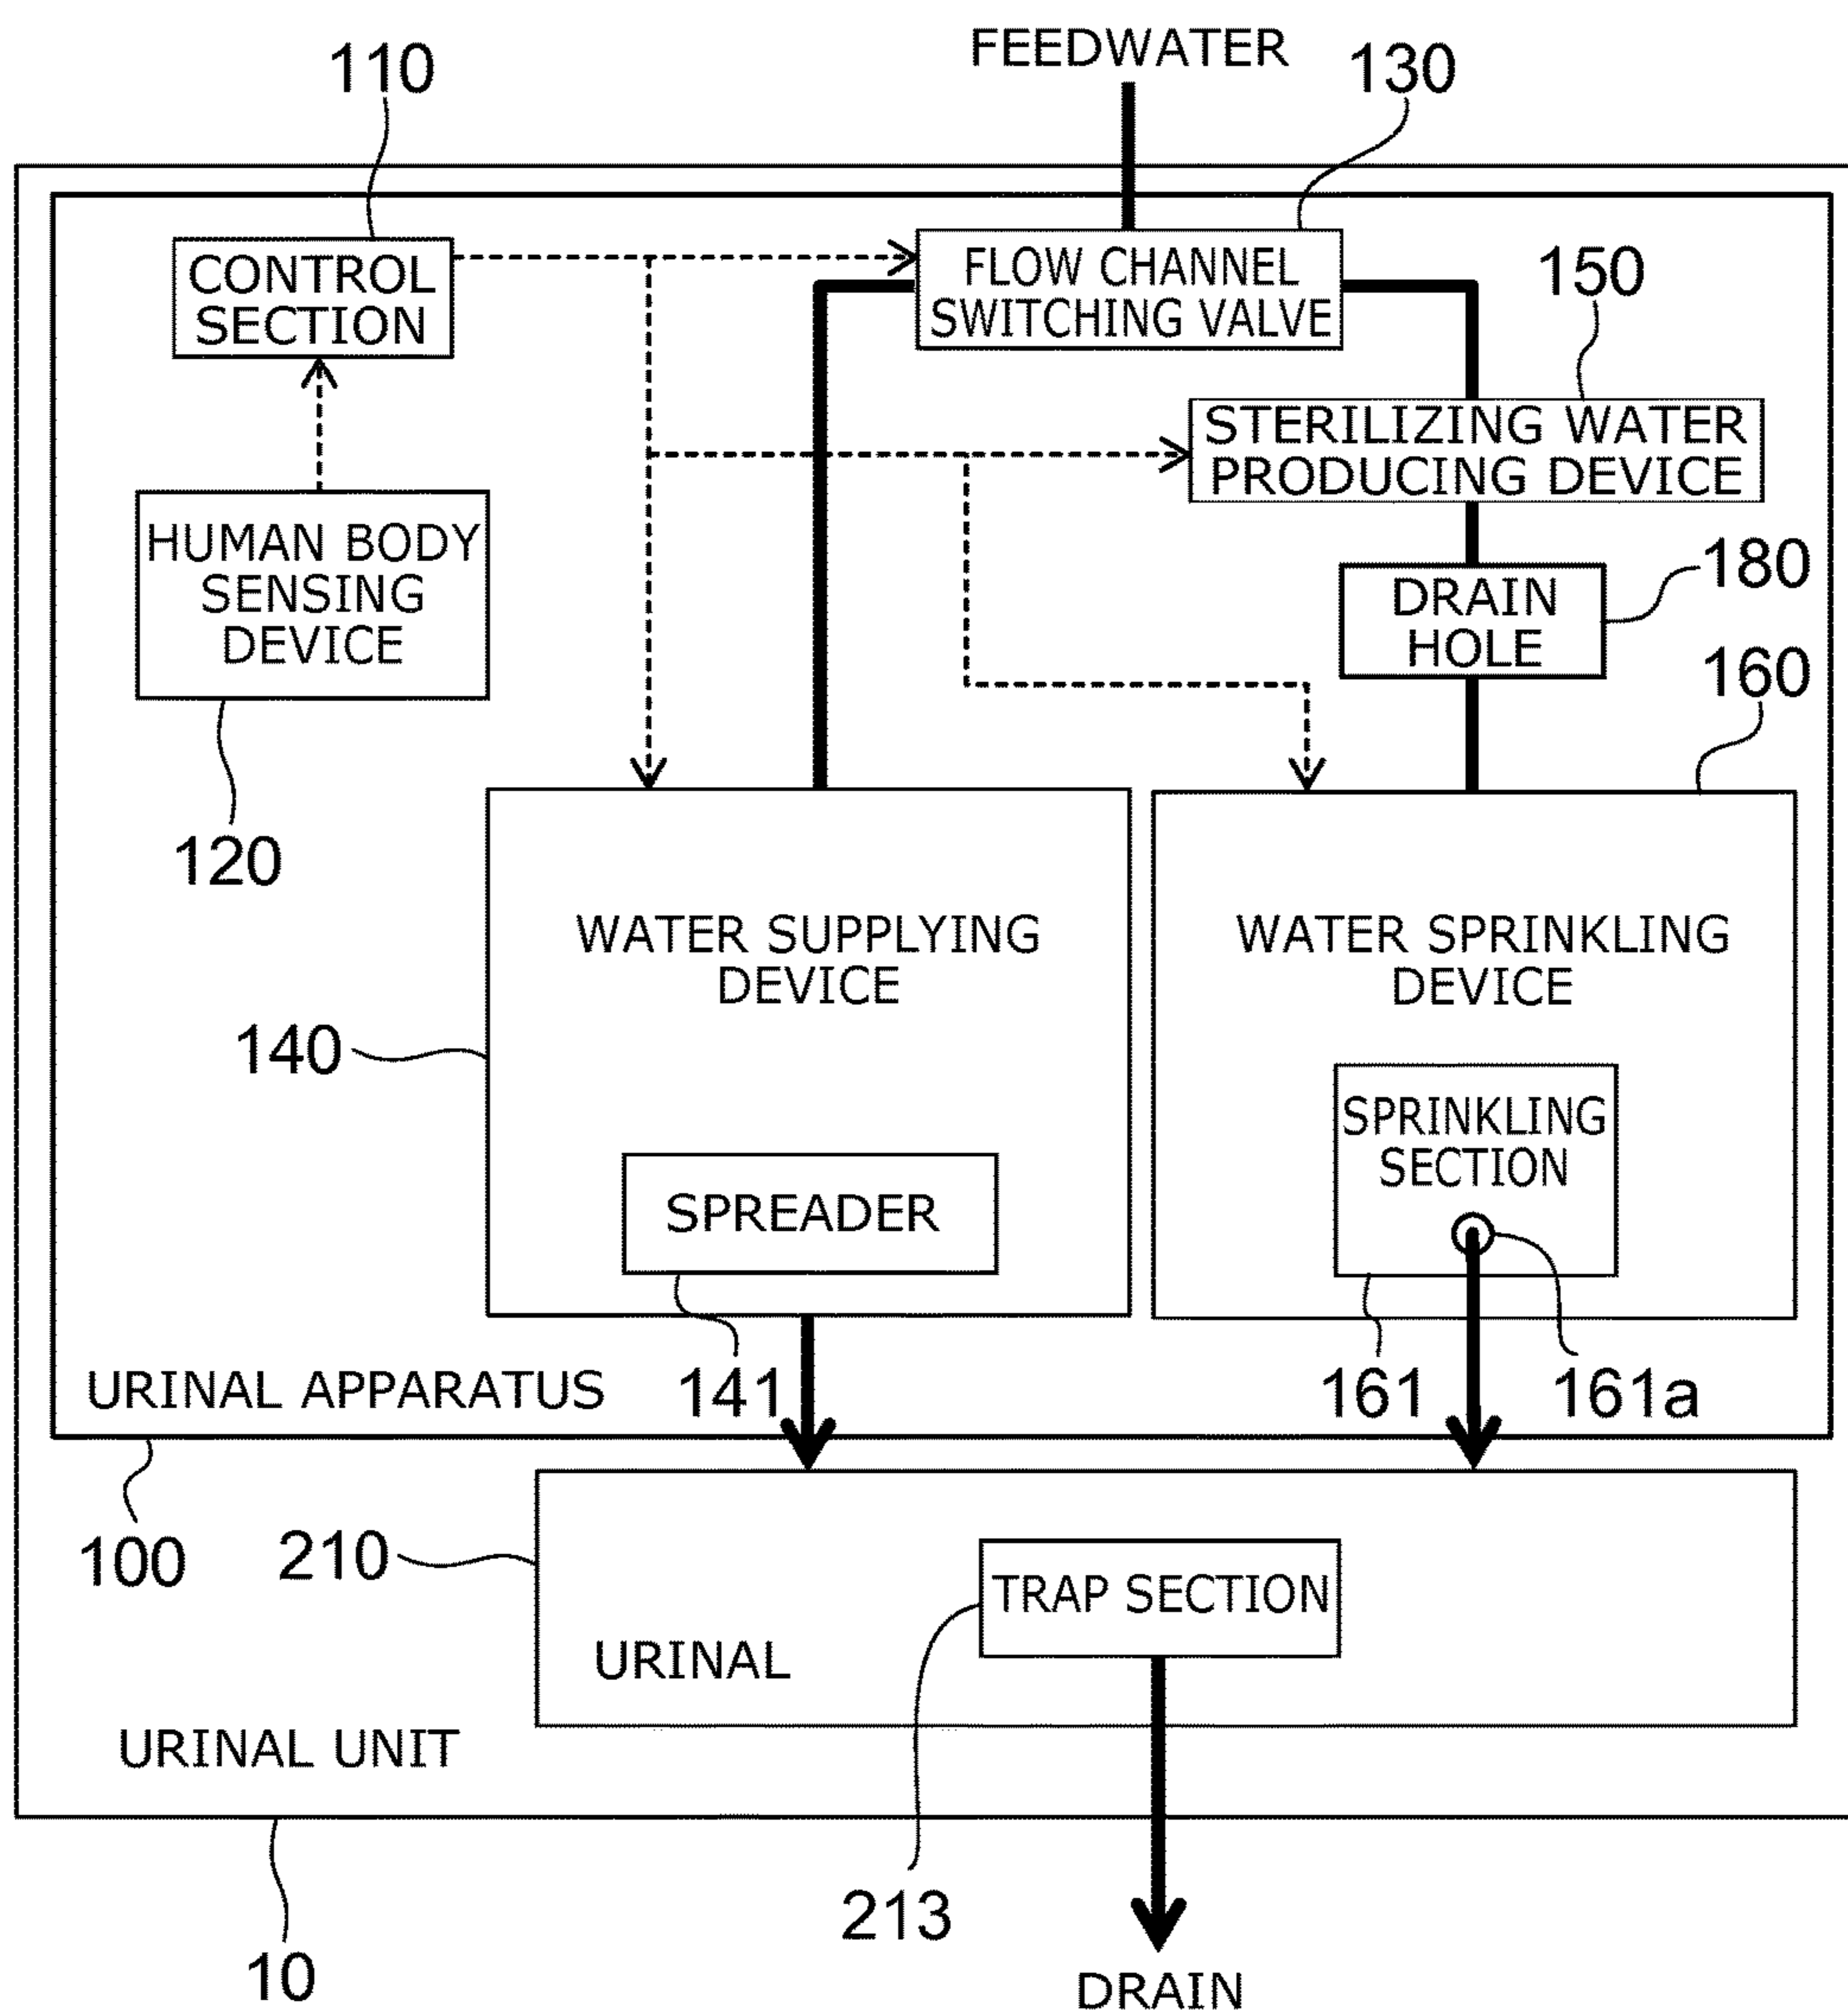 FEEDWATER
110
130
CONTROL
SECTION
FLOW CHANNEL
SWITCHING VALVE
150
STERILIZING WATER
PRODUCING DEVICE
HUMAN BODY
SENSING
DEVICE
180
DRAIN
HOLE
160
120
WATER SUPPLYING
DEVICE
WATER SPRINKLING
DEVICE
140
SPRINKLING
SECTION
SPREADER
URINAL APPARATUS
141
161
161a
100
210
TRAP SECTION
URINAL
URINAL UNIT
213
10
DRAIN